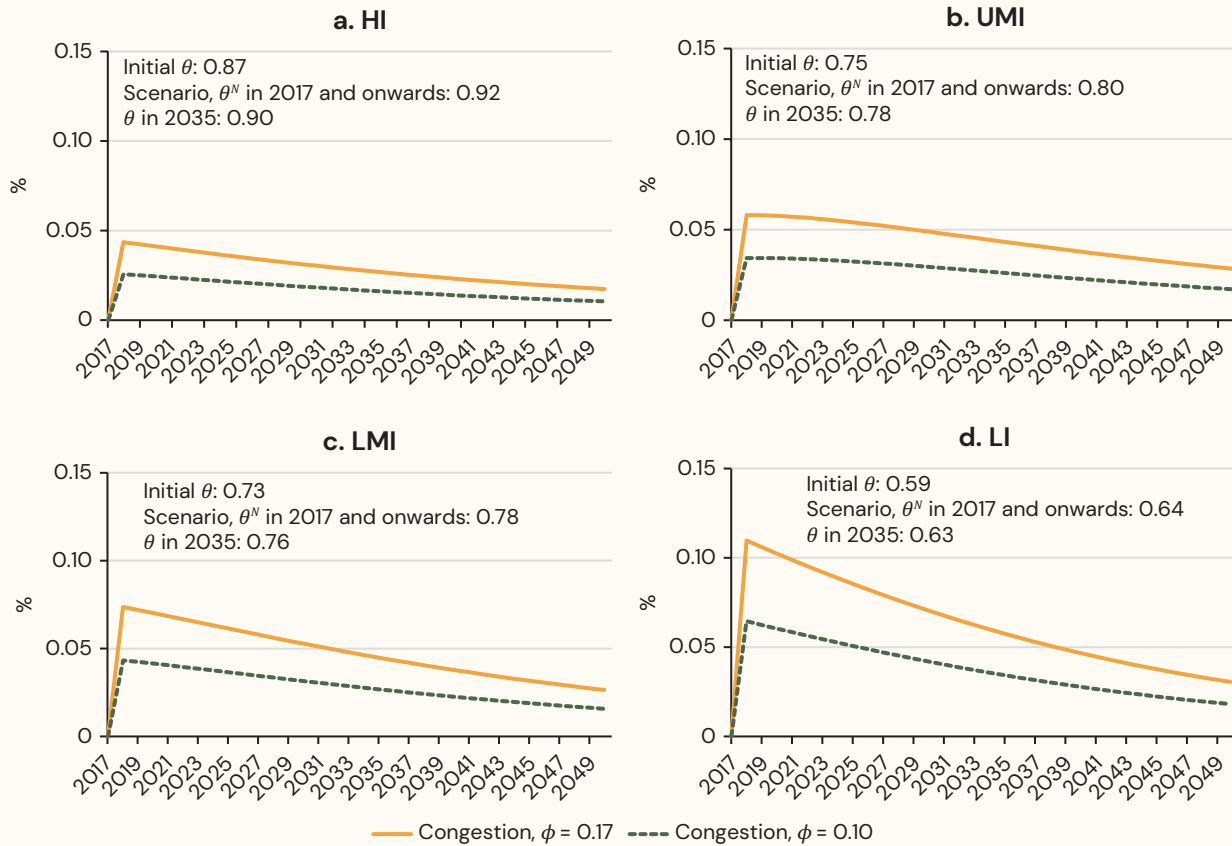 a. HI
0.15
0.10
0.05
0
%
Initial θ: 0.87
Scenario, θᴺ in 2017 and onwards: 0.92
θ in 2035: 0.90
2017 2019 2021 2023 2025 2027 2029 2031 2033 2035 2037 2039 2041 2043 2045 2047 2049
b. UMI
0.15
0.10
0.05
0
%
Initial θ: 0.75
Scenario, θᴺ in 2017 and onwards: 0.80
θ in 2035: 0.78
2017 2019 2021 2023 2025 2027 2029 2031 2033 2035 2037 2039 2041 2043 2045 2047 2049
c. LMI
0.15
0.10
0.05
0
%
Initial θ: 0.73
Scenario, θᴺ in 2017 and onwards: 0.78
θ in 2035: 0.76
2017 2019 2021 2023 2025 2027 2029 2031 2033 2035 2037 2039 2041 2043 2045 2047 2049
d. LI
0.15
0.10
0.05
0
%
Initial θ: 0.59
Scenario, θᴺ in 2017 and onwards: 0.64
θ in 2035: 0.63
2017 2019 2021 2023 2025 2027 2029 2031 2033 2035 2037 2039 2041 2043 2045 2047 2049
Congestion, ϕ = 0.17 Congestion, ϕ = 0.10